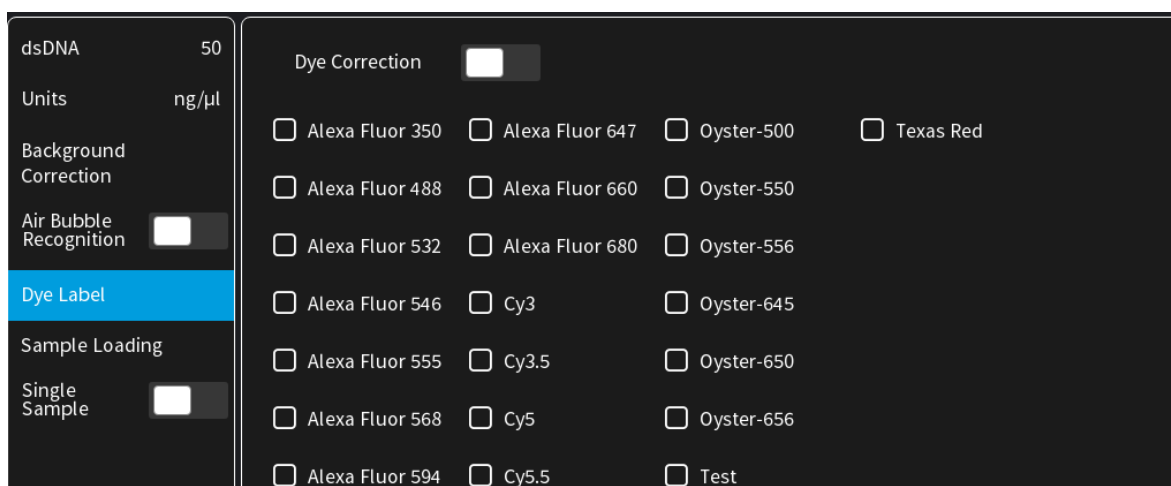 dsDNA 50
Units ng/µl
Background
Correction
Air Bubble
Recognition
Dye Label
Sample Loading
Single
Sample
Dye Correction
Alexa Fluor 350 Alexa Fluor 647 Oyster-500 Texas Red
Alexa Fluor 488 Alexa Fluor 660 Oyster-550
Alexa Fluor 532 Alexa Fluor 680 Oyster-556
Alexa Fluor 546 Cy3 Oyster-645
Alexa Fluor 555 Cy3.5 Oyster-650
Alexa Fluor 568 Cy5 Oyster-656
Alexa Fluor 594 Cy5.5 Test